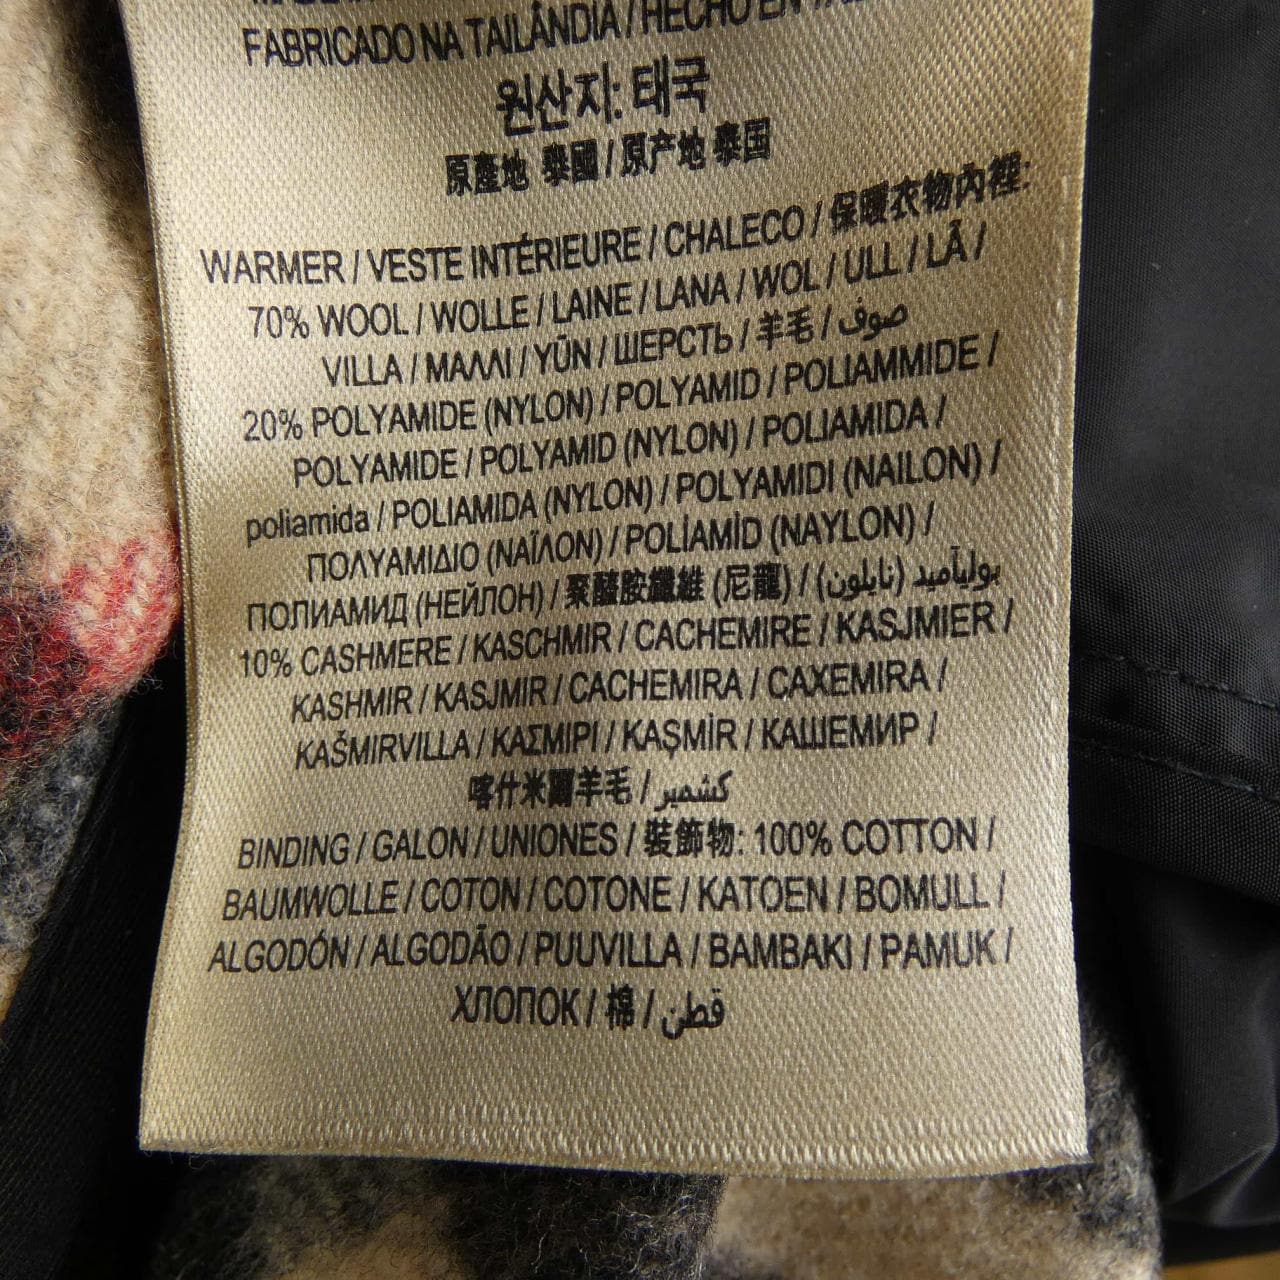 FABRICADO NA TAILÂNDIA / HECHO EN
원산지: 태국
原產地 泰國 / 原产地 泰国
WARMER / VESTE INTÉRIEURE / CHALECO / 保暖衣物內裡:
70% WOOL / WOLLE / LAINE / LANA / WOL / ULL / LÃ /
VILLA / ΜΑΛΛΙ / YŪN / ШЕРСТЬ / 羊毛 / صوف
20% POLYAMIDE (NYLON) / POLYAMID / POLIAMMIDE /
POLYAMIDE / POLYAMID (NYLON) / POLIAMIDA /
poliamida / POLIAMIDA (NYLON) / POLYAMIDI (NAILON) /
ΠΟΛΥΑΜΙΔΙΟ (ΝΑΪΛΟΝ) / POLİAMİD (NAYLON) /
ПОЛИАМИД (НЕЙЛОН) / 聚醯胺纖維 (尼龍) / بولياميد (نايلون)
10% CASHMERE / KASCHMIR / CACHEMIRE / KASJMIER /
KASHMIR / KASJMIR / CACHEMIRA / CAXEMIRA /
KAŠMIRVILLA / ΚΑΣΜΙΡΙ / KAŞMİR / КАШЕМИР /
喀什米爾羊毛 / كشمير
BINDING / GALON / UNIONES / 裝飾物: 100% COTTON /
BAUMWOLLE / COTON / COTONE / KATOEN / BOMULL /
ALGODÓN / ALGODÃO / PUUVILLA / ΒΑΜΒΑΚΙ / PAMUK /
ХЛОПОК / 棉 / قطن